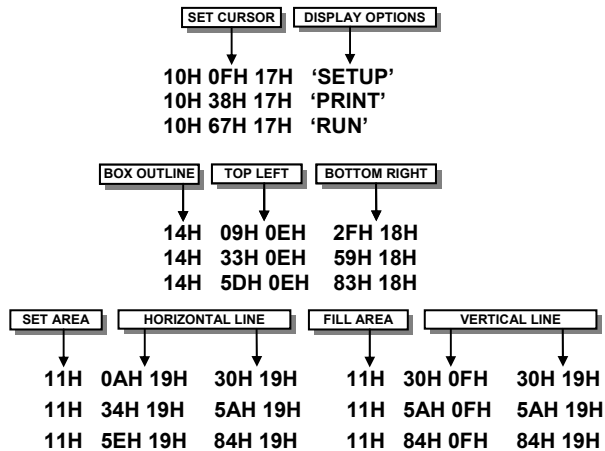 SET CURSOR DISPLAY OPTIONS
10H 0FH 17H ‘SETUP’
10H 38H 17H ‘PRINT’
10H 67H 17H ‘RUN’
BOX OUTLINE TOP LEFT BOTTOM RIGHT
14H 09H 0EH 2FH 18H
14H 33H 0EH 59H 18H
14H 5DH 0EH 83H 18H
SET AREA HORIZONTAL LINE FILL AREA VERTICAL LINE
11H 0AH 19H 30H 19H 11H 30H 0FH 30H 19H
11H 34H 19H 5AH 19H 11H 5AH 0FH 5AH 19H
11H 5EH 19H 84H 19H 11H 84H 0FH 84H 19H